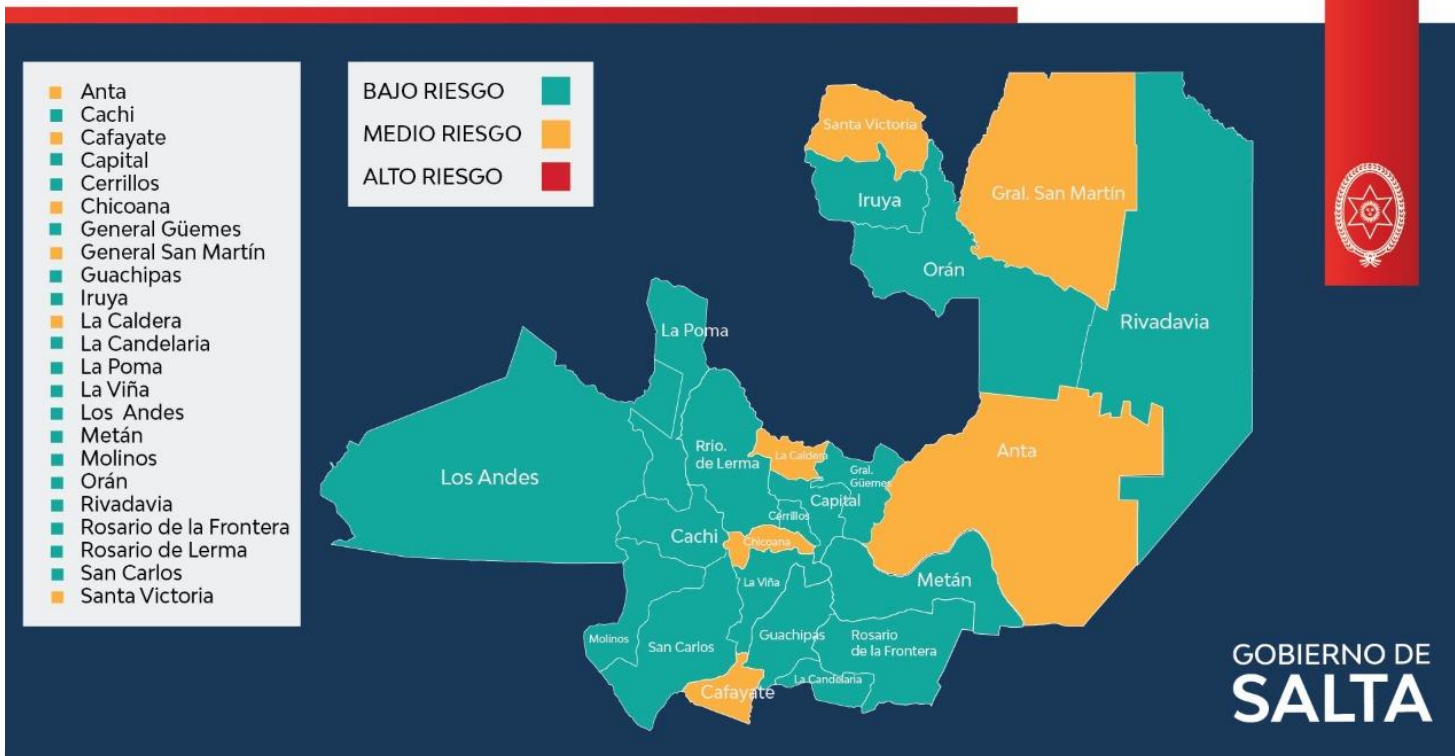 Anta
Cachi
Cafayate
Capital
Cerrillos
Chicoana
General Güemes
General San Martín
Guachipas
Iruya
La Caldera
La Candelaria
La Poma
La Viña
Los Andes
Metán
Molinos
Orán
Rivadavia
Rosario de la Frontera
Rosario de Lerma
San Carlos
Santa Victoria
BAJO RIESGO
MEDIO RIESGO
ALTO RIESGO
Santa Victoria
Gral. San Martín
Iruya
Orán
Rivadavia
La Poma
Rrio.
de Lerma
La Caldera
Gral.
Güemes
Anta
Los Andes
Capital
Cerrillos
Cachi
Chicoana
La Viña
Metán
Molinos
San Carlos
Guachipas
Rosario
de la Frontera
La Candelaria
Cafayate
GOBIERNO DE
SALTA